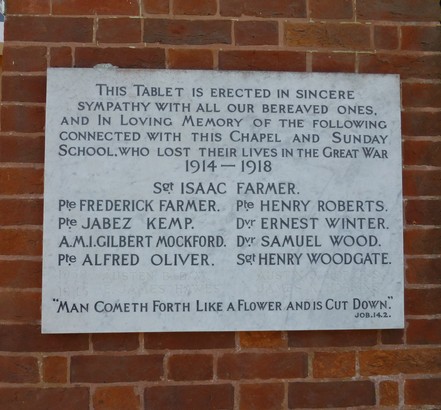 THIS TABLET IS ERECTED IN SINCERE
SYMPATHY WITH ALL OUR BEREAVED ONES,
AND IN LOVING MEMORY OF THE FOLLOWING
CONNECTED WITH THIS CHAPEL AND SUNDAY
SCHOOL, WHO LOST THEIR LIVES IN THE GREAT WAR
1914 — 1918
Sgt ISAAC FARMER.
Pte FREDERICK FARMER. Pte HENRY ROBERTS.
Pte JABEZ KEMP. Dvr ERNEST WINTER.
A.M.I. GILBERT MOCKFORD. Dvr SAMUEL WOOD.
Pte ALFRED OLIVER. Sgt HENRY WOODGATE.
"MAN COMETH FORTH LIKE A FLOWER AND IS CUT DOWN."
JOB.14.2.